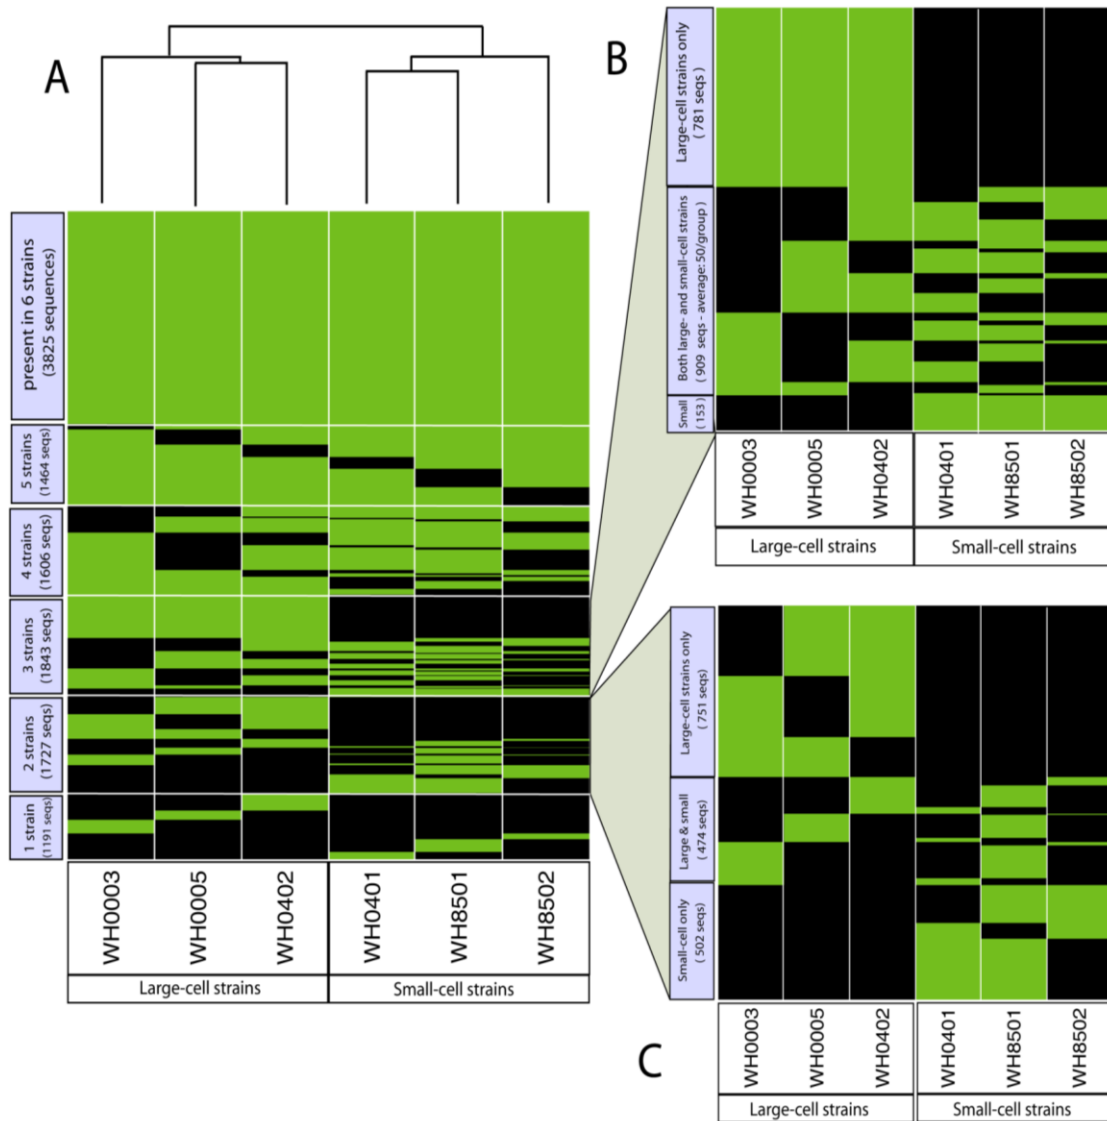 A
present in 6 strains
(3825 sequences)
5 strains
(1464 seqs)
4 strains
(1606 seqs)
3 strains
(1843 seqs)
2 strains
(1727 seqs)
1 strain
(1191 seqs)
WH0003
WH0005
WH0402
WH0401
WH8501
WH8502
Large-cell strains
Small-cell strains
B
Large-cell strains only
( 781 seqs)
Both large- and small-cell strains
( 909 seqs - average: 50/group)
Small
( 153 )
WH0003
WH0005
WH0402
WH0401
WH8501
WH8502
Large-cell strains
Small-cell strains
Large-cell strains only
( 751 seqs)
Large & small
( 474 seqs)
Small-cell only
( 502 seqs)
C
WH0003
WH0005
WH0402
WH0401
WH8501
WH8502
Large-cell strains
Small-cell strains